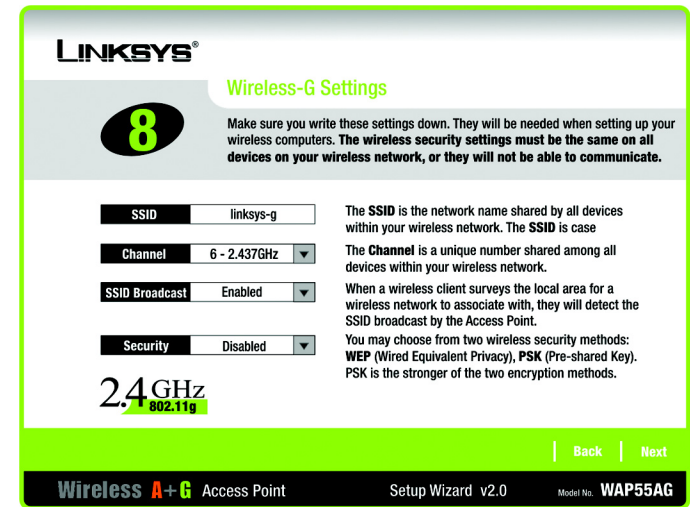 LINKSYS®
Wireless-G Settings
8
Make sure you write these settings down. They will be needed when setting up your
wireless computers. The wireless security settings must be the same on all
devices on your wireless network, or they will not be able to communicate.
SSID linksys-g
The SSID is the network name shared by all devices
within your wireless network. The SSID is case
Channel 6 - 2.437GHz
The Channel is a unique number shared among all
devices within your wireless network.
SSID Broadcast Enabled
When a wireless client surveys the local area for a
wireless network to associate with, they will detect the
SSID broadcast by the Access Point.
Security Disabled
You may choose from two wireless security methods:
WEP (Wired Equivalent Privacy), PSK (Pre-shared Key).
PSK is the stronger of the two encryption methods.
2.4 GHz
802.11g
Back Next
Wireless A+G Access Point Setup Wizard v2.0 Model No. WAP55AG